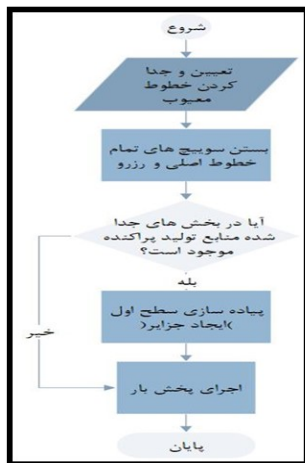 شروع
تعیین و جدا
کردن خطوط
معیوب
بستن سوییچ های تمام
خطوط اصلی و رزرو
آیا در بخش های جدا
شده منابع تولید پراکنده
موجود است؟
بله
پیاده سازی سطح اول
)ایجاد جزایر(
خیر
اجرای پخش بار
پایان